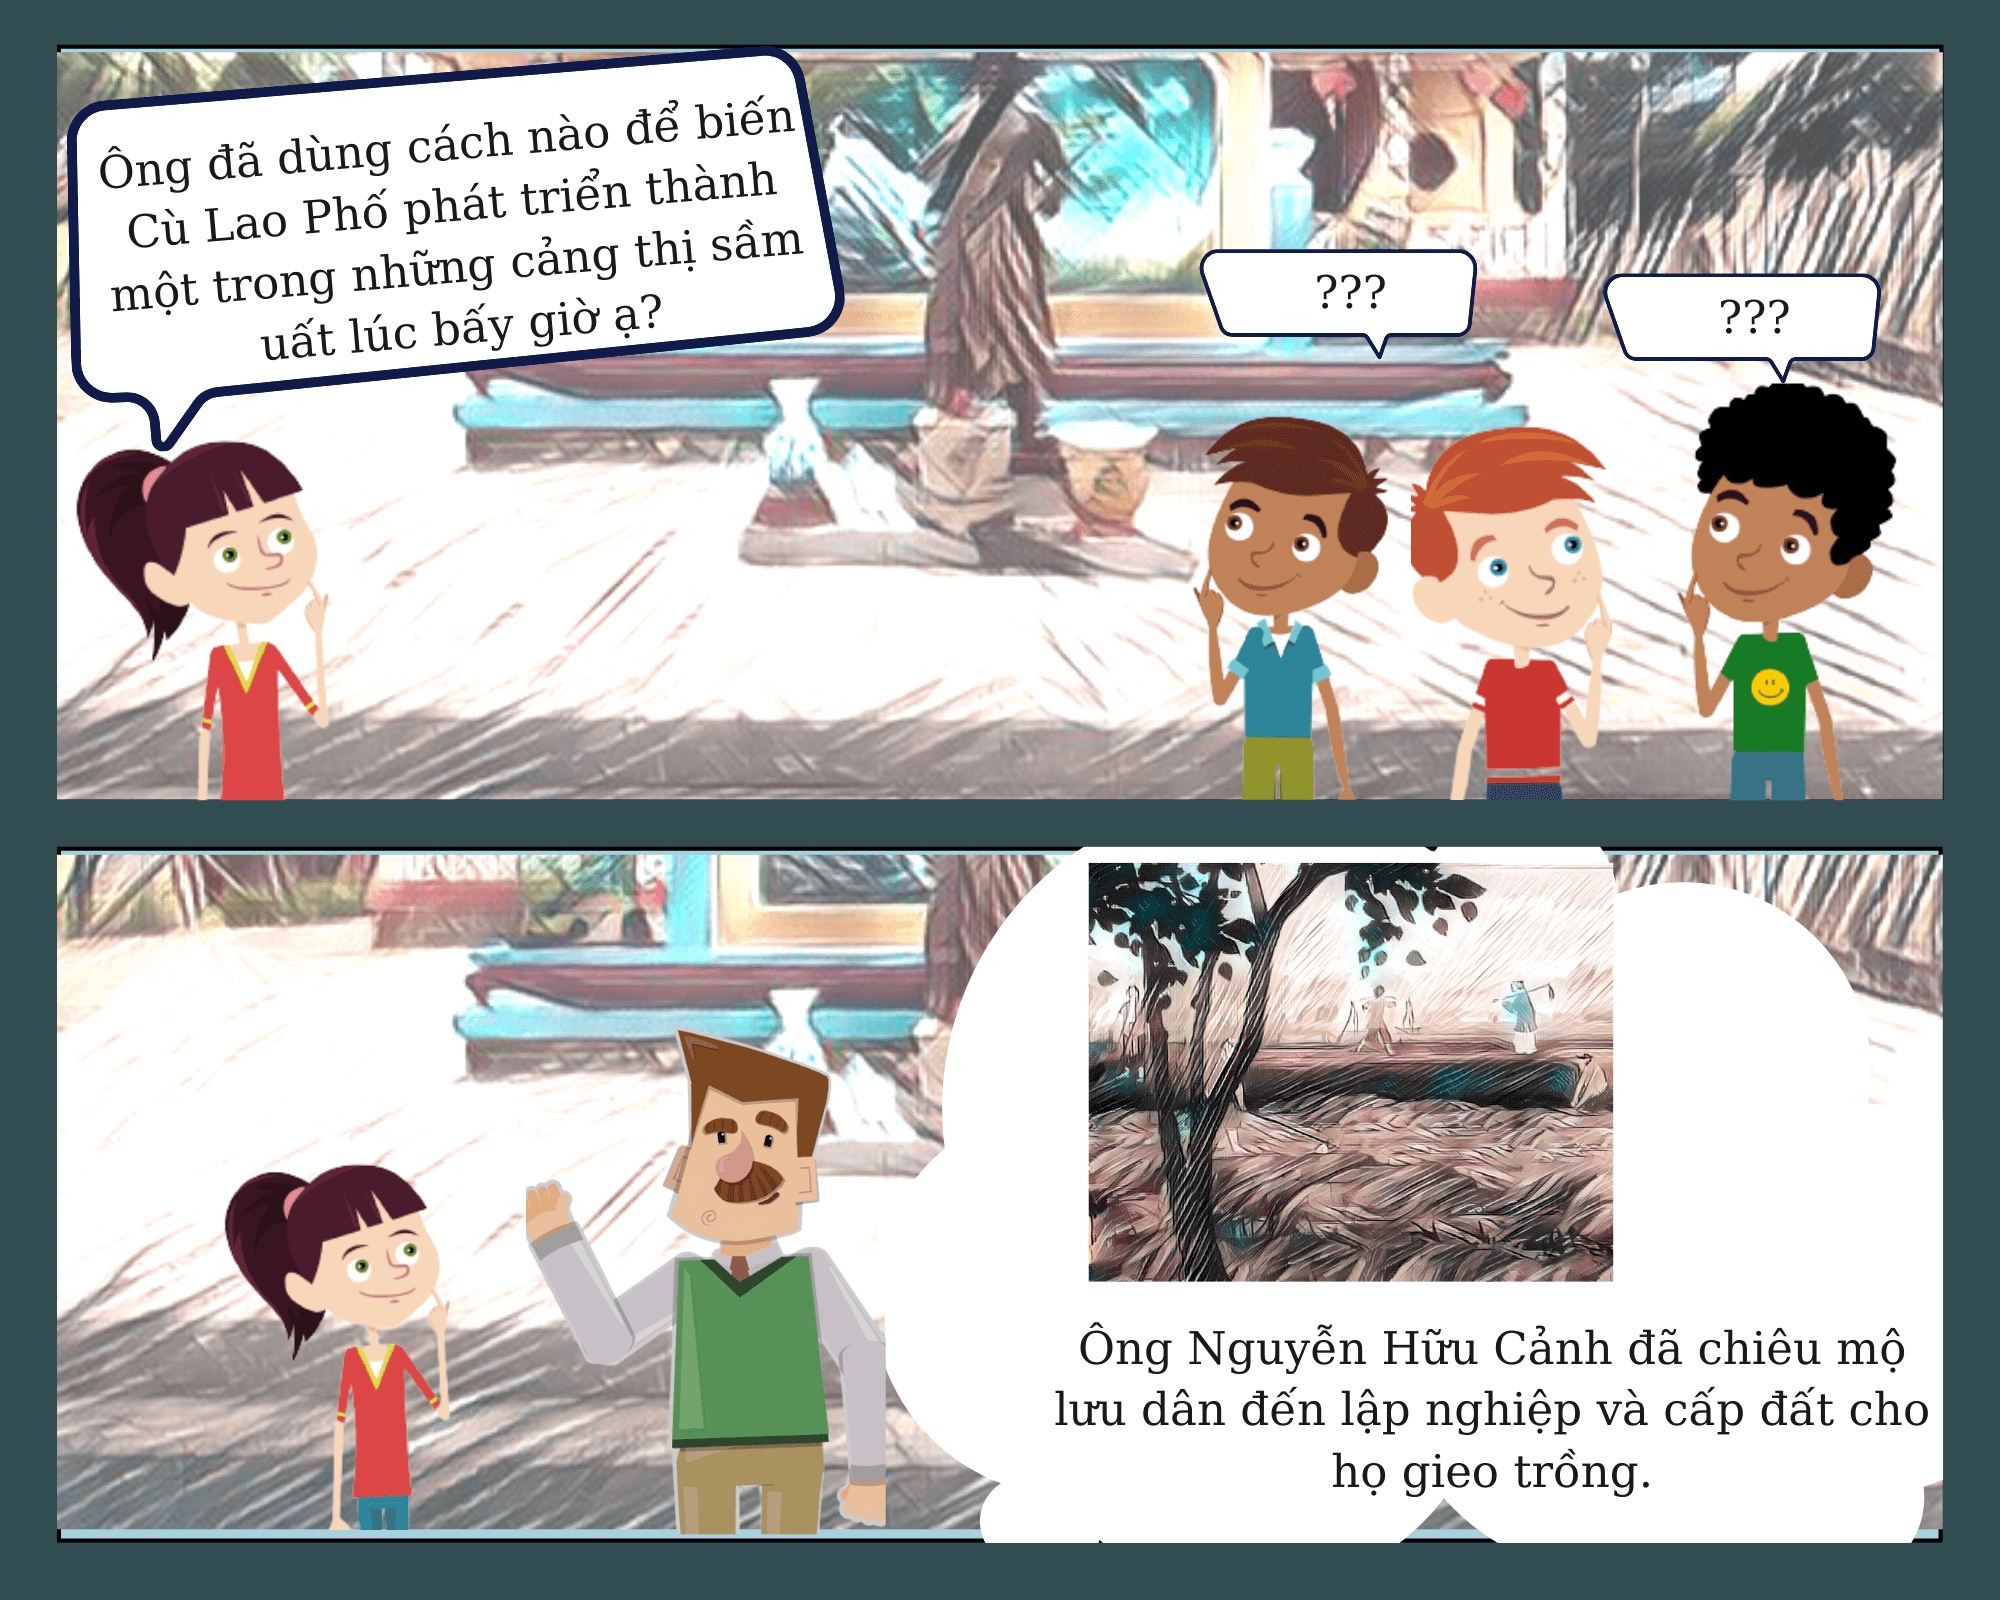 Ông đã dùng cách nào để biến
Cù Lao Phố phát triển thành
một trong những cảng thị sầm
uất lúc bấy giờ ạ?
???
???
Ông Nguyễn Hữu Cảnh đã chiêu mộ
lưu dân đến lập nghiệp và cấp đất cho
họ gieo trồng.